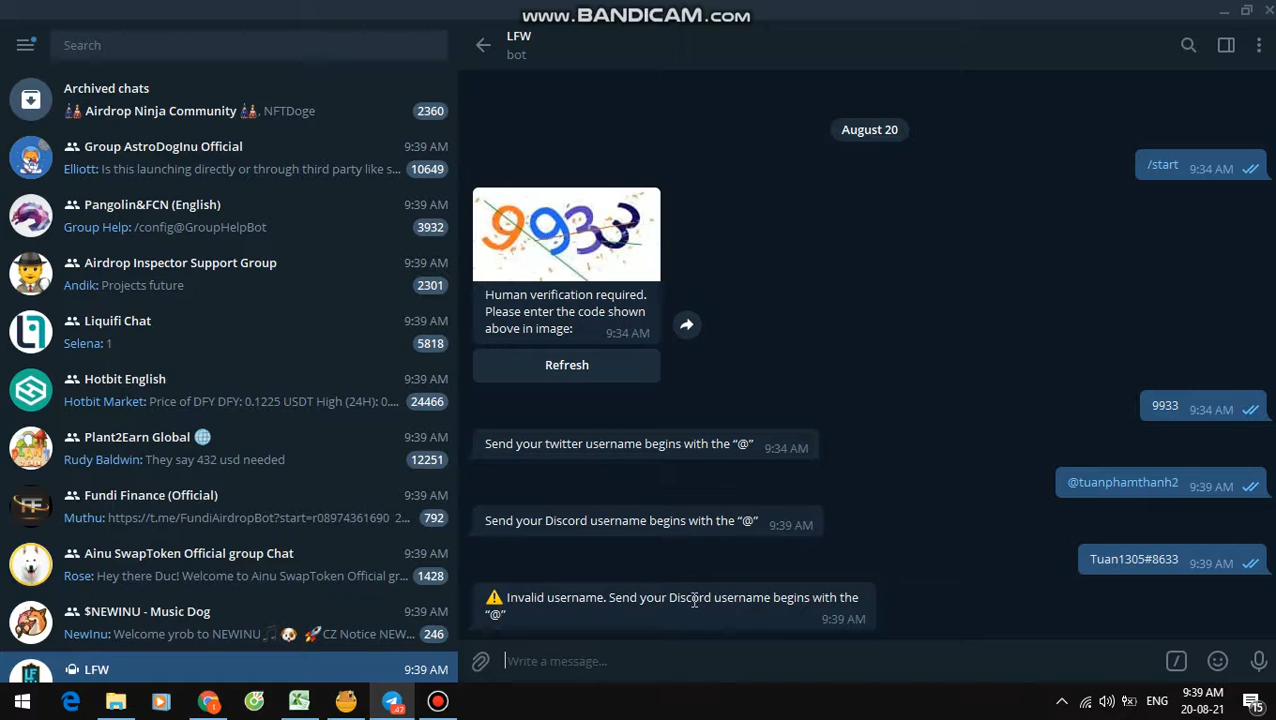 www.BANDICAM.com
Search
Archived chats
Airdrop Ninja Community , NFTDoge
2360
Group AstroDogInu Official
9:39 AM
Elliott: Is this launching directly or through third party like s...
10649
Pangolin&FCN (English)
9:39 AM
Group Help: /config@GroupHelpBot
3932
Airdrop Inspector Support Group
9:39 AM
Andik: Projects future
2301
Liquifi Chat
9:39 AM
Selena: 1
5818
Hotbit English
9:39 AM
Hotbit Market: Price of DFY DFY: 0.1225 USDT High (24H): 0....
24466
Plant2Earn Global
9:39 AM
Rudy Baldwin: They say 432 usd needed
12251
Fundi Finance (Official)
9:39 AM
Muthu: https://t.me/FundiAirdropBot?start=r08974361690 2...
792
Ainu SwapToken Official group Chat
9:39 AM
Rose: Hey there Duc! Welcome to Ainu SwapToken Official gr...
1428
$NEWINU - Music Dog
9:39 AM
NewInu: Welcome yrob to NEWINU CZ Notice NEW...
246
LFW
9:39 AM
LFW
bot
August 20
/start
9:34 AM
9933
Human verification required.
Please enter the code shown
above in image:
9:34 AM
Refresh
9933
9:34 AM
Send your twitter username begins with the “@”
9:34 AM
@tuanphamthanh2
9:39 AM
Send your Discord username begins with the “@”
9:39 AM
Tuan1305#8633
9:39 AM
⚠ Invalid username. Send your Discord username begins with the
“@”
9:39 AM
Write a message...
47
ENG
9:39 AM
20-08-21
15